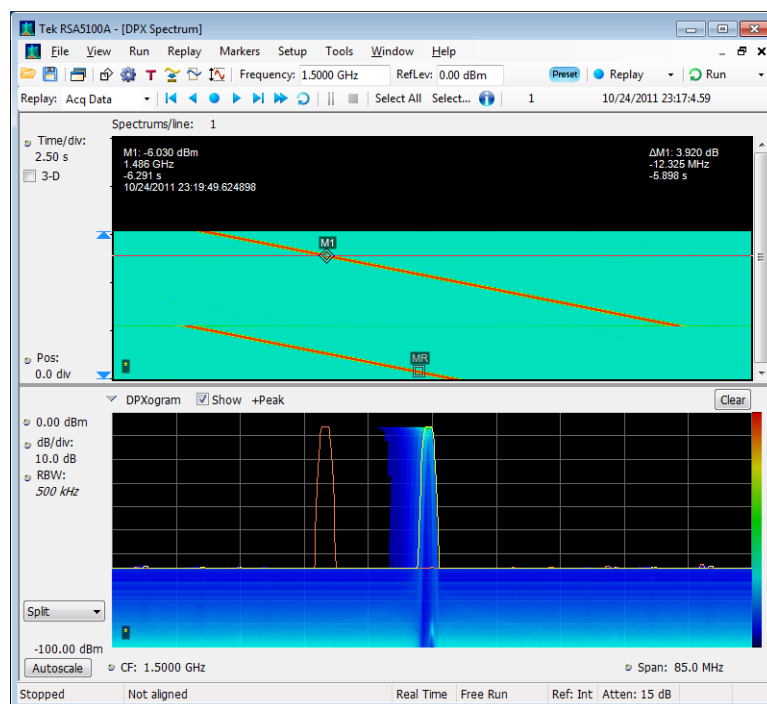 Tek RSA5100A - [DPX Spectrum]
File View Run Replay Markers Setup Tools Window Help
T Frequency: 1.5000 GHz RefLev: 0.00 dBm Preset Replay Run
Replay: Acq Data Select All Select... 1 10/24/2011 23:17:4.59
Spectrums/line: 1
Time/div:
2.50 s
3-D
M1: -6.030 dBm
1.486 GHz
-6.291 s
10/24/2011 23:19:49.624898
ΔM1: 3.920 dB
-12.325 MHz
-5.898 s
M1
MR
Pos:
0.0 div
DPXogram Show +Peak Clear
0.00 dBm
dB/div:
10.0 dB
RBW:
500 kHz
Split
-100.00 dBm
Autoscale CF: 1.5000 GHz Span: 85.0 MHz
Stopped Not aligned Real Time Free Run Ref: Int Atten: 15 dB